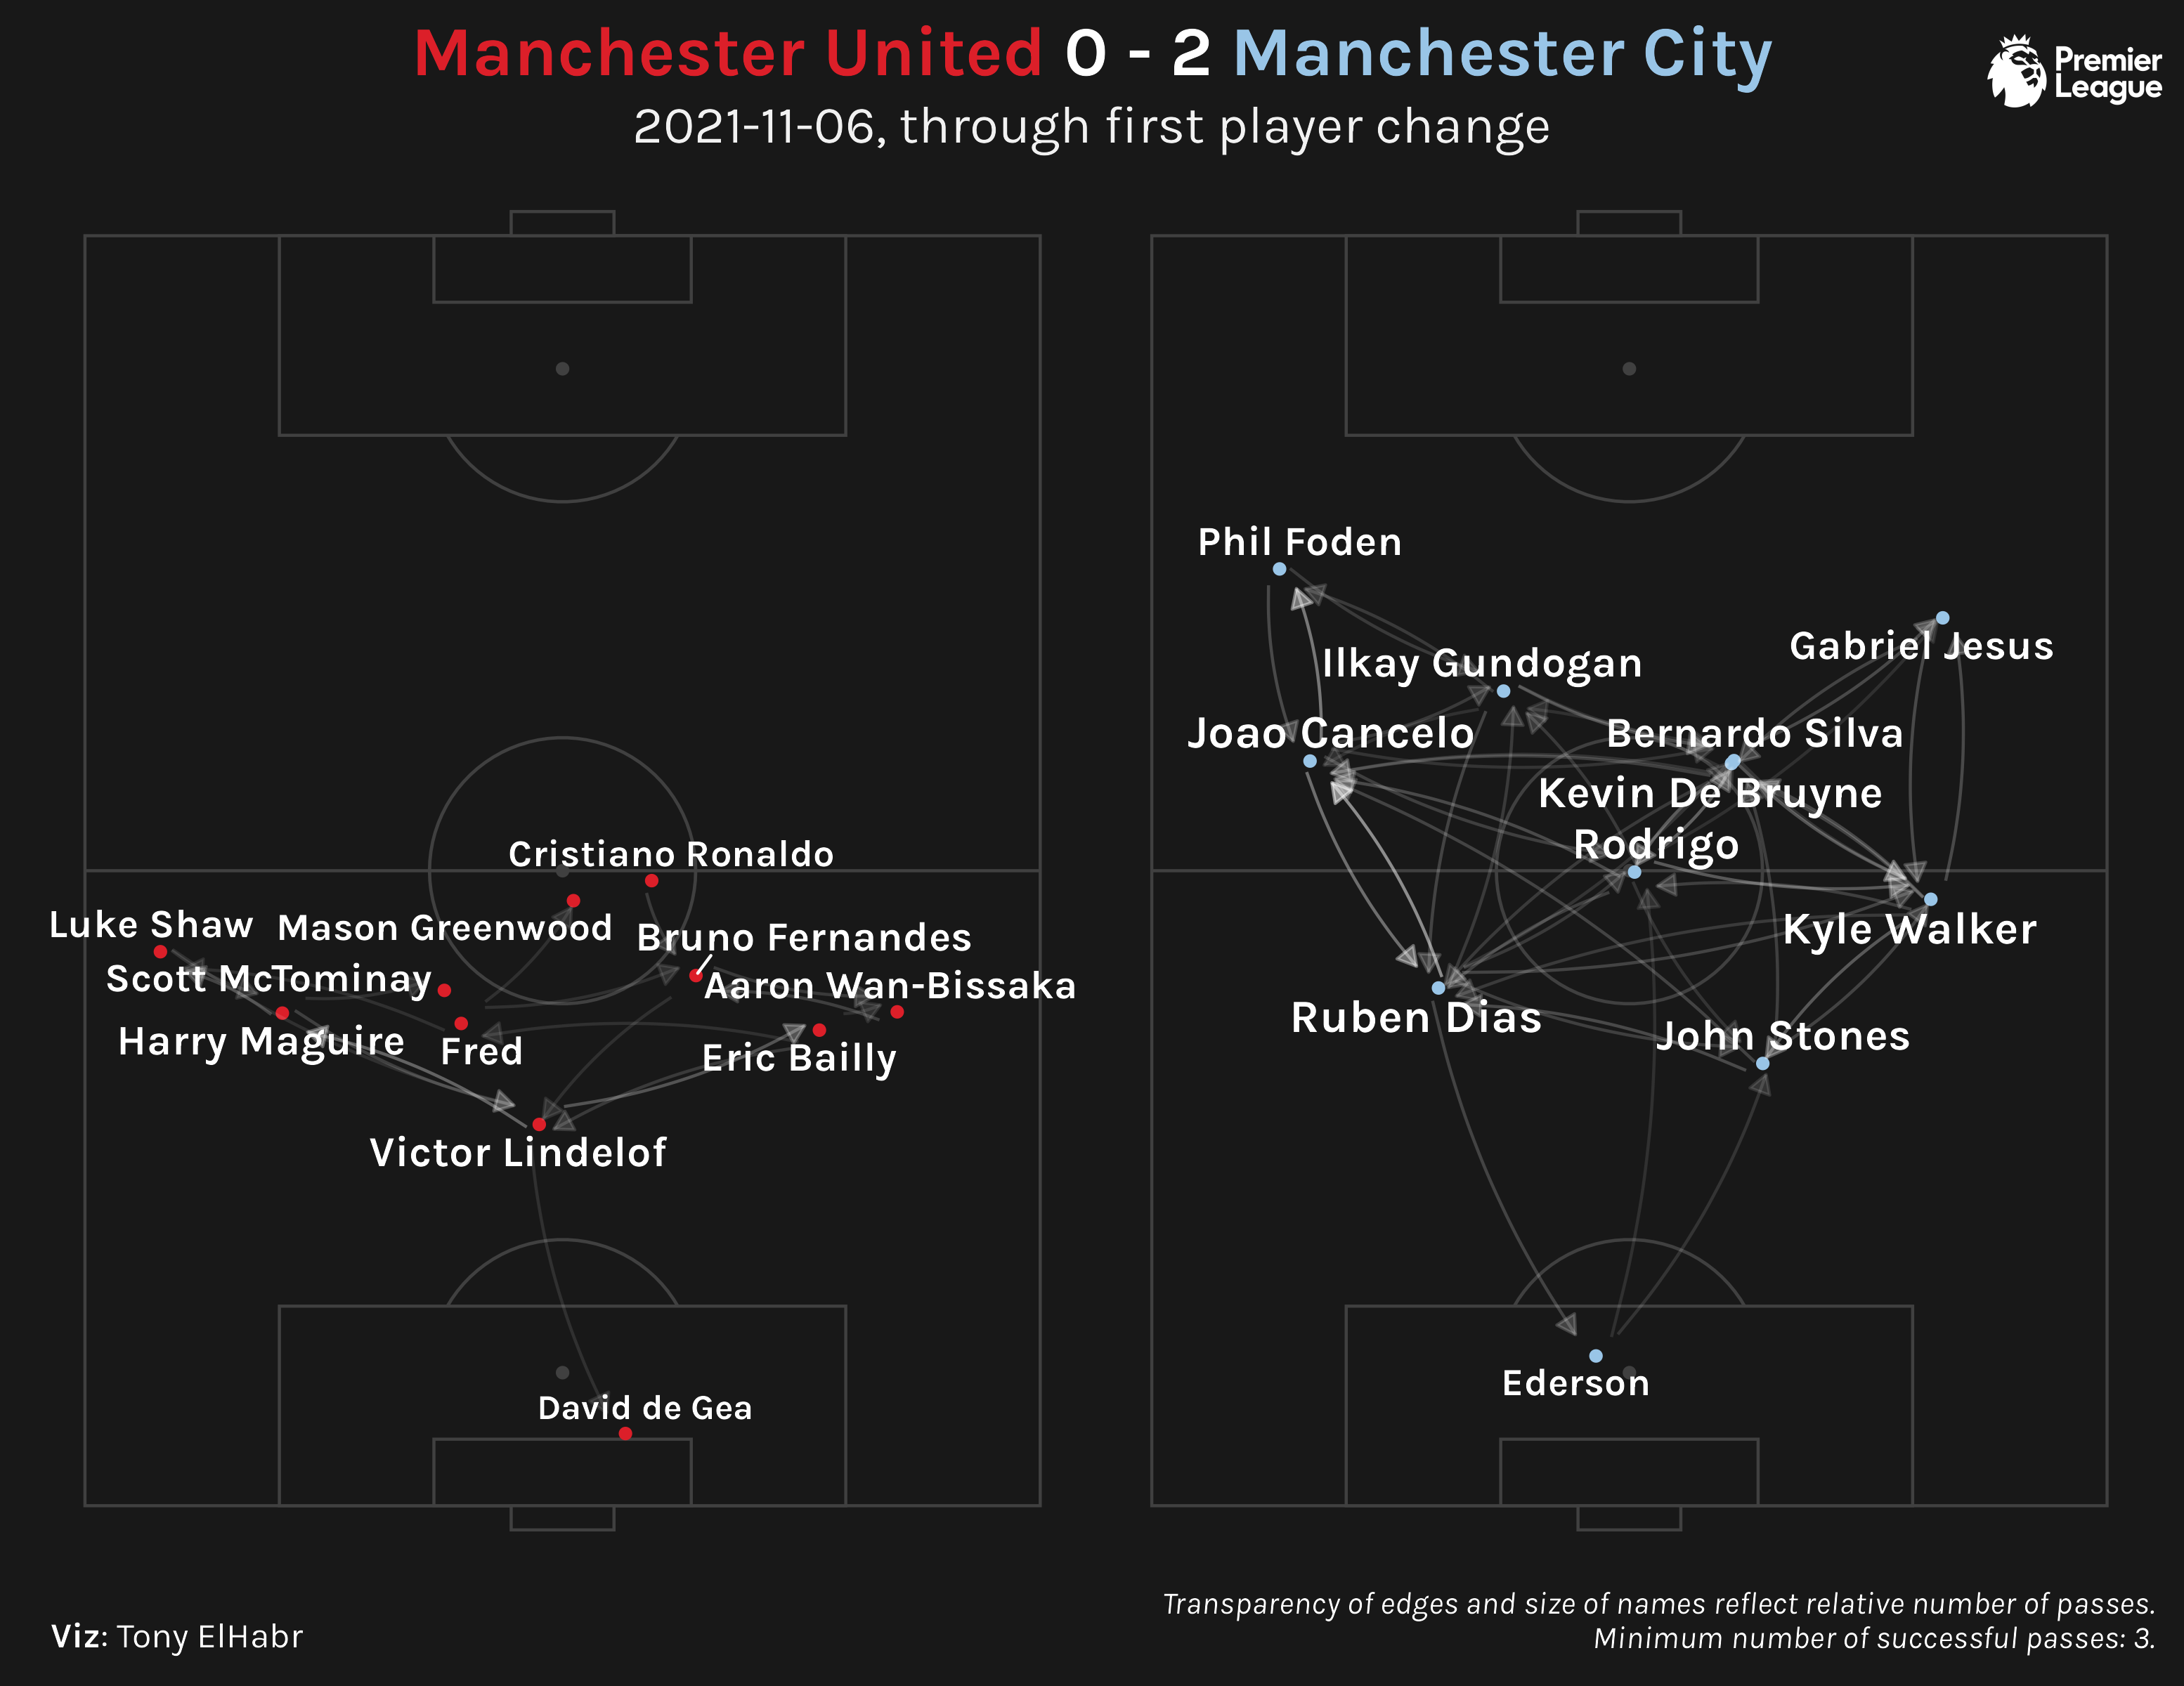 Manchester United 0 - 2 Manchester City
2021-11-06, through first player change
Premier
League
Cristiano Ronaldo
Luke Shaw
Mason Greenwood
Bruno Fernandes
Scott McTominay
Aaron Wan-Bissaka
Harry Maguire
Fred
Eric Bailly
Victor Lindelof
David de Gea
Phil Foden
Gabriel Jesus
Ilkay Gundogan
Joao Cancelo
Bernardo Silva
Kevin De Bruyne
Rodrigo
Kyle Walker
Ruben Dias
John Stones
Ederson
Viz: Tony ElHabr
Transparency of edges and size of names reflect relative number of passes.
Minimum number of successful passes: 3.